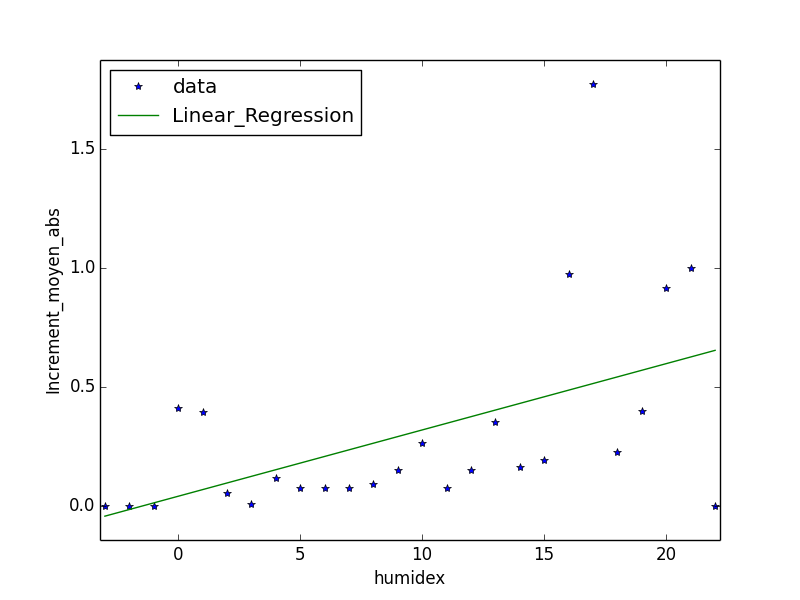 data
Linear_Regression
1.5
1.0
0.5
0.0
Increment_moyen_abs
0 5 10 15 20
humidex